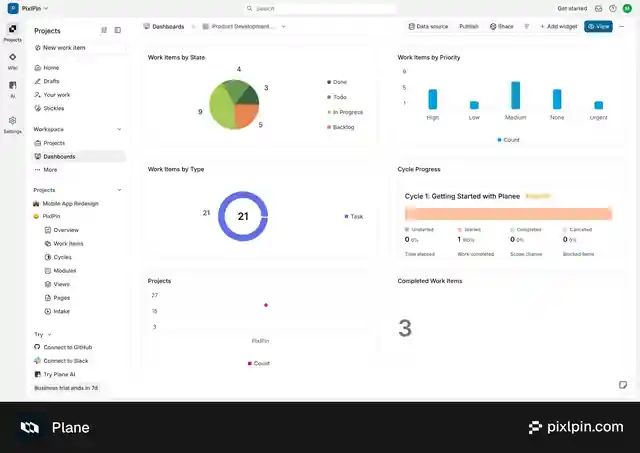 PixlPin
Search
Get started
M
Projects
Wiki
AI
Settings
Projects
New work item
Home
Drafts
Your work
Stickies
Workspace
Projects
Dashboards
More
Projects
Mobile App Redesign
PixlPin
Overview
Work items
Cycles
Modules
Views
Pages
Intake
Try
Connect to GitHub
Connect to Slack
Try Plane AI
Business trial ends in 7d
Dashboards
Product Development...
Data source
Publish
Share
Add widget
View
Work Items by State
4
3
9
5
Done
Todo
In Progress
Backlog
Work Items by Priority
9
5
1
High
Low
Medium
None
Urgent
Count
Work Items by Type
21
21
Task
Cycle Progress
Cycle 1: Getting Started with Planee
Unstarted
Started
Completed
Canceled
0 0%
1
0 0%
0 0%
Time elapsed
Work completed
Scope change
Blocked items
Projects
27
15
3
PixlPin
Count
Completed Work Items
3
Plane
pixlpin.com